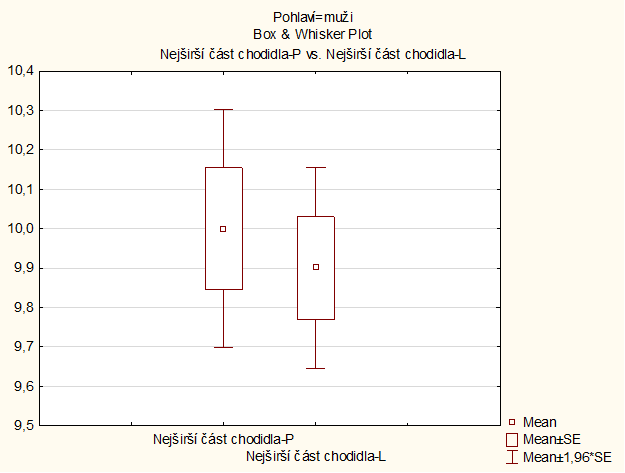 Pohlaví=muži
Box & Whisker Plot
Nejširší část chodidla-P vs. Nejširší část chodidla-L
10,4
10,3
10,2
10,1
10,0
9,9
9,8
9,7
9,6
9,5
Nejširší část chodidla-P
Nejširší část chodidla-L
Mean
Mean±SE
Mean±1,96*SE